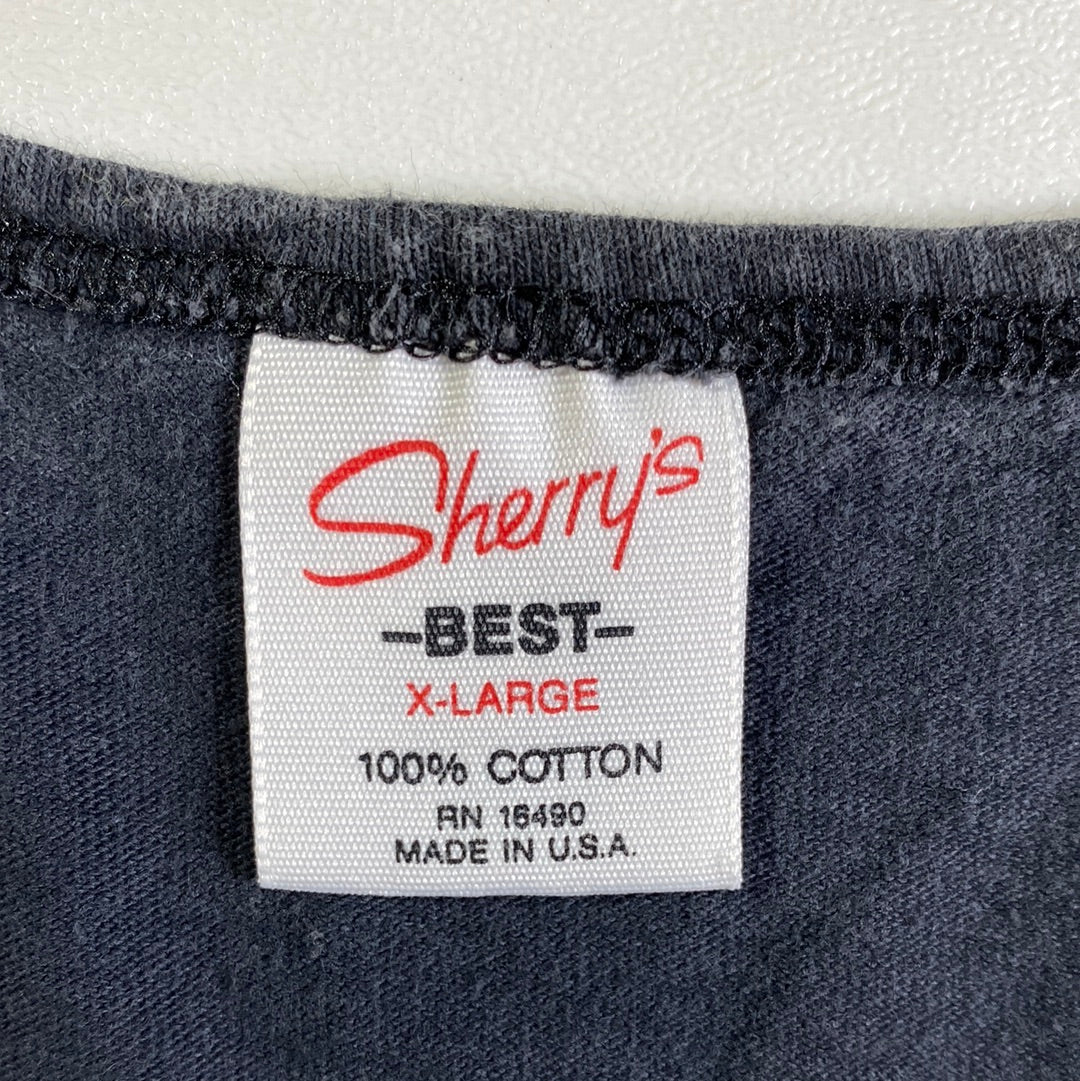 Sherry's
-BEST-
X-LARGE
100% COTTON
RN 16490
MADE IN U.S.A.